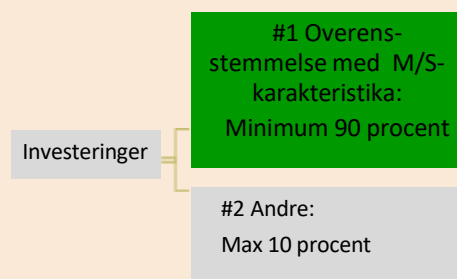 #1 Overens-
stemmelse med M/S-
karakteristika:
Minimum 90 procent
Investeringer
#2 Andre:
Max 10 procent